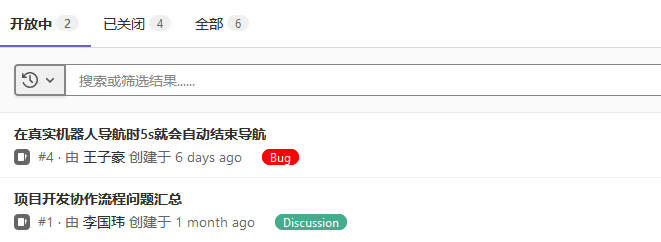 开放中 2 已关闭 4 全部 6
搜索或筛选结果......
在真实机器人导航时5s就会自动结束导航
#4 · 由 王子豪 创建于 6 days ago Bug
项目开发协作流程问题汇总
#1 · 由 李国玮 创建于 1 month ago Discussion